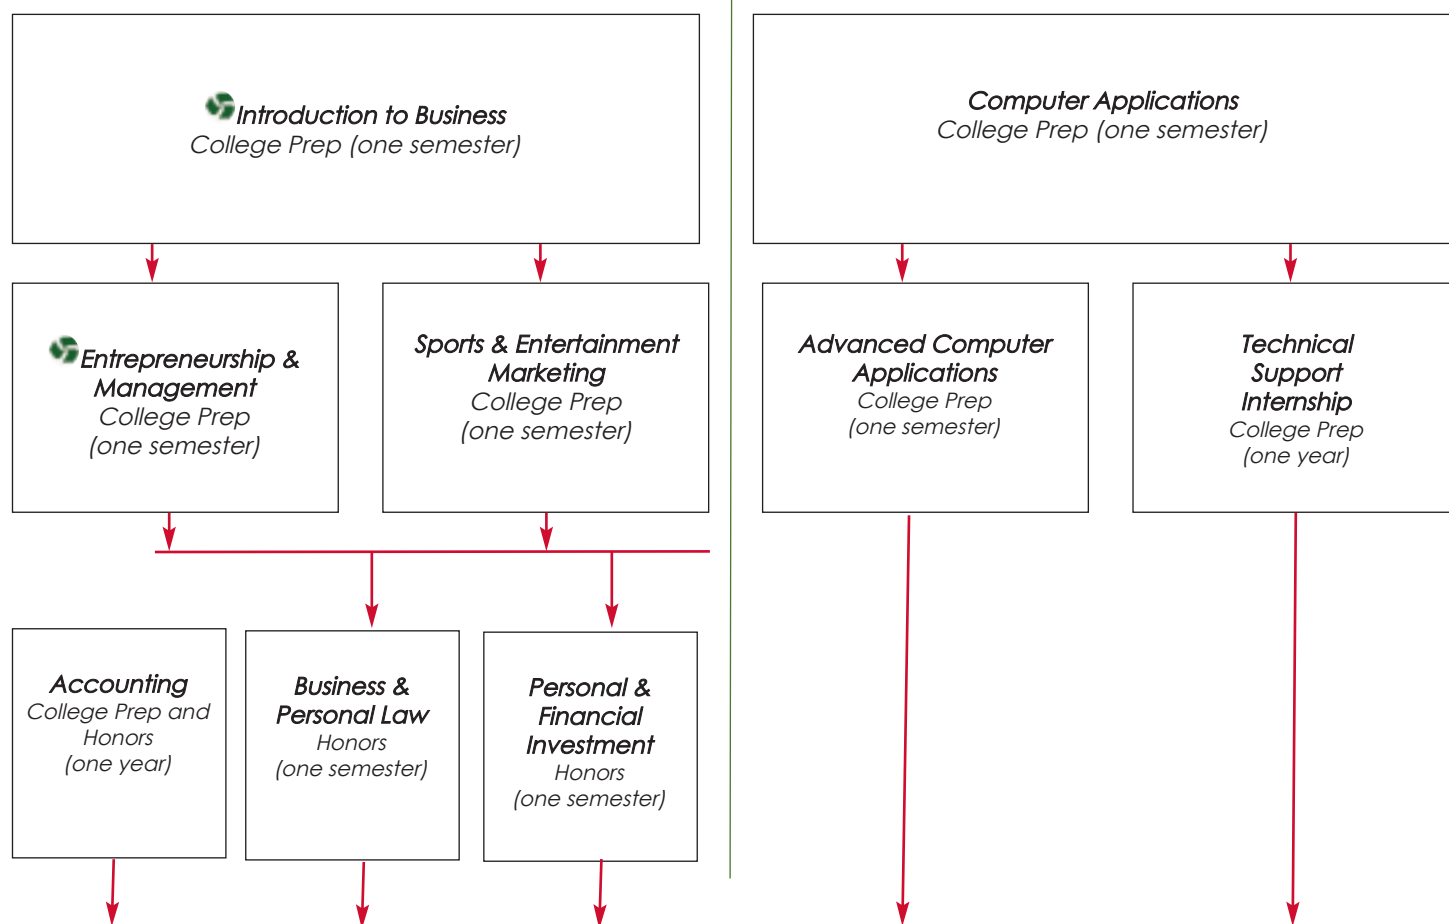 Introduction to Business
College Prep (one semester)
Computer Applications
College Prep (one semester)
Entrepreneurship &
Management
College Prep
(one semester)
Sports & Entertainment
Marketing
College Prep
(one semester)
Advanced Computer
Applications
College Prep
(one semester)
Technical
Support
Internship
College Prep
(one year)
Accounting
College Prep and
Honors
(one year)
Business &
Personal Law
Honors
(one semester)
Personal &
Financial
Investment
Honors
(one semester)